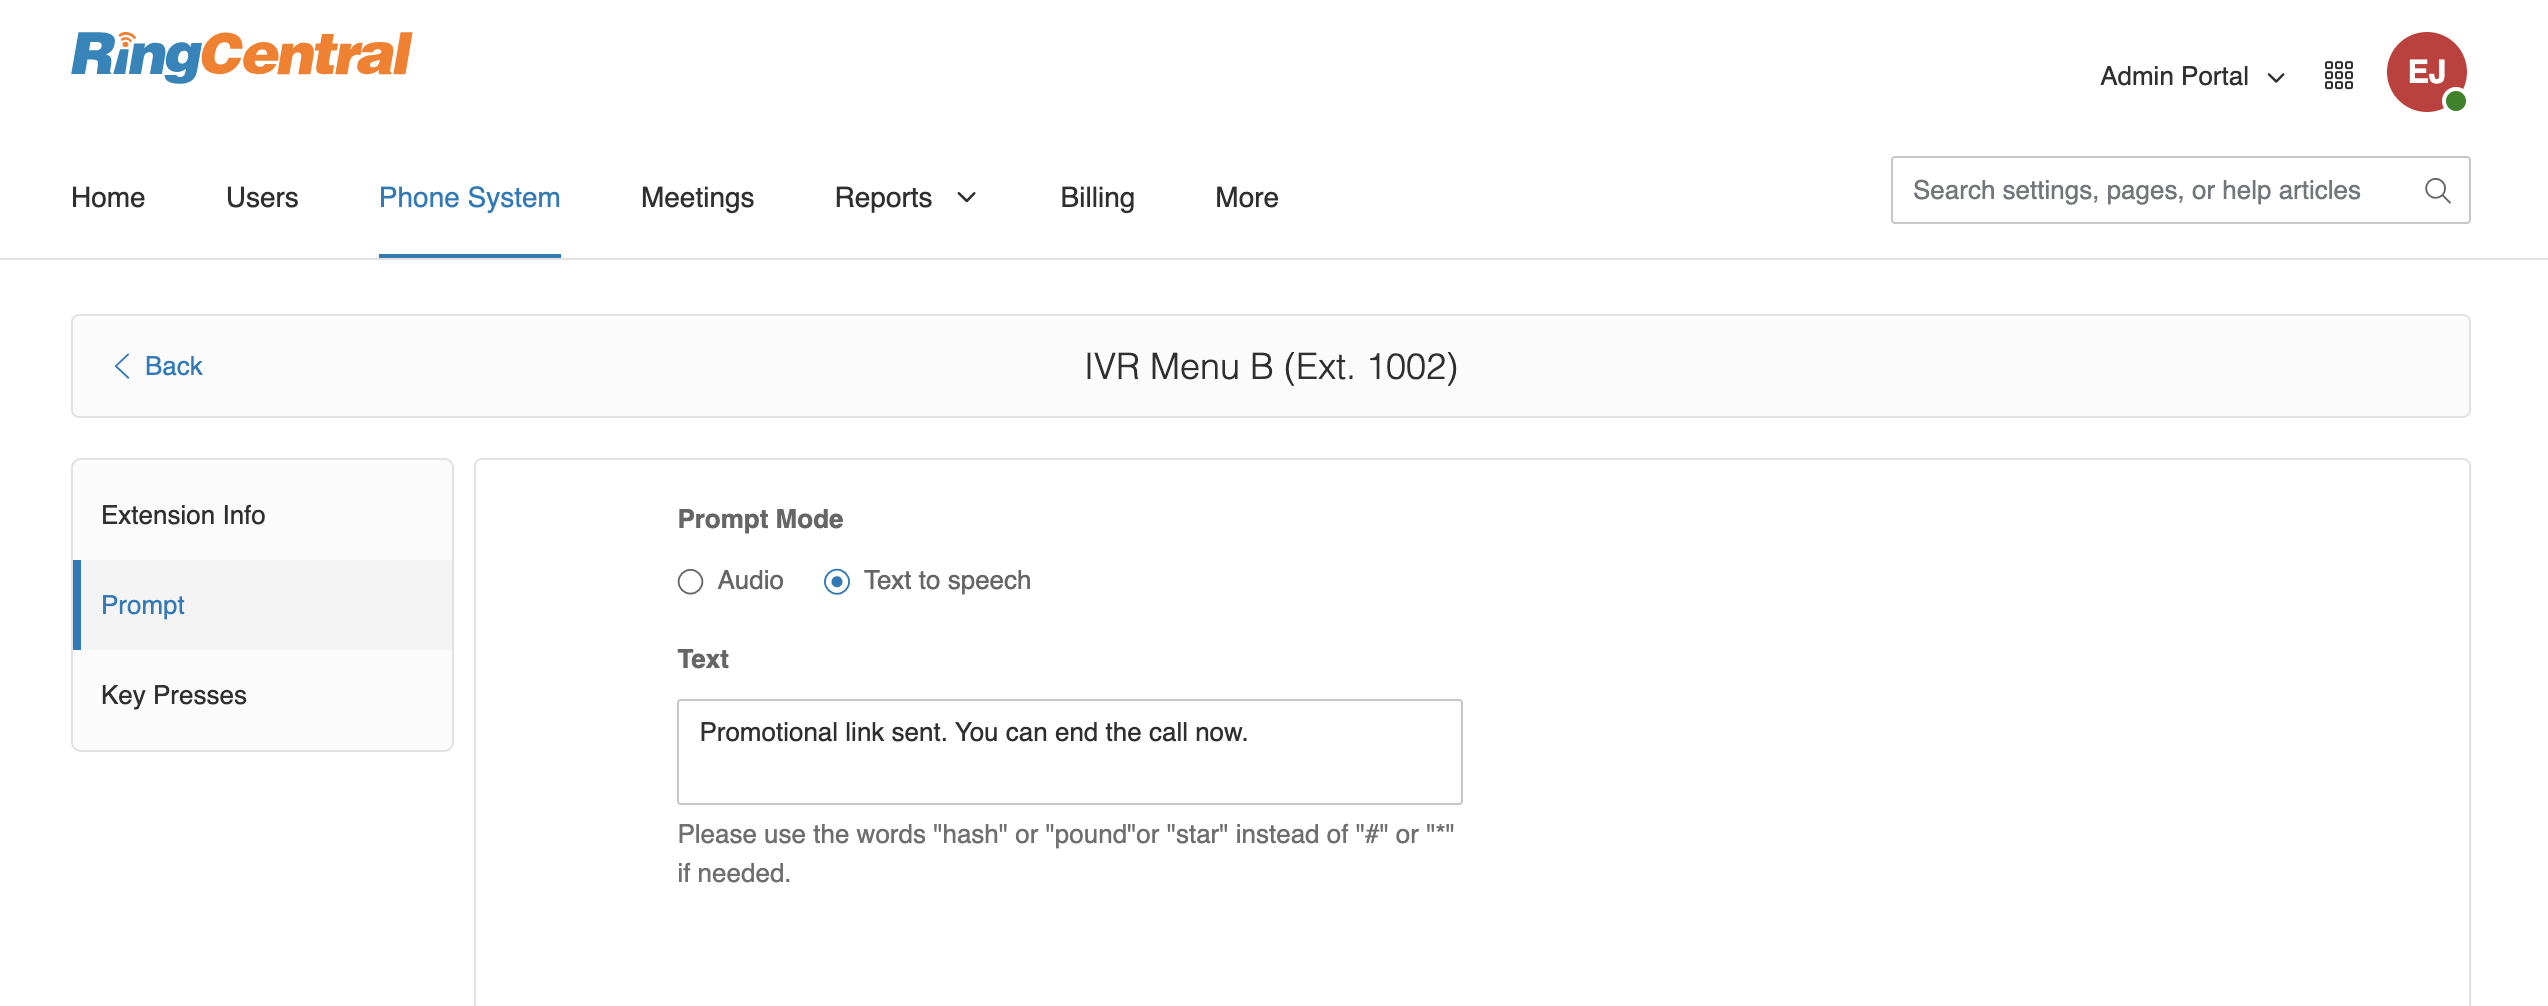 RingCentral
Admin Portal
EJ
Home Users Phone System Meetings Reports Billing More
Search settings, pages, or help articles
Back
IVR Menu B (Ext. 1002)
Extension Info
Prompt
Key Presses
Prompt Mode
Audio Text to speech
Text
Promotional link sent. You can end the call now.
Please use the words "hash" or "pound"or "star" instead of "#" or "*"
if needed.